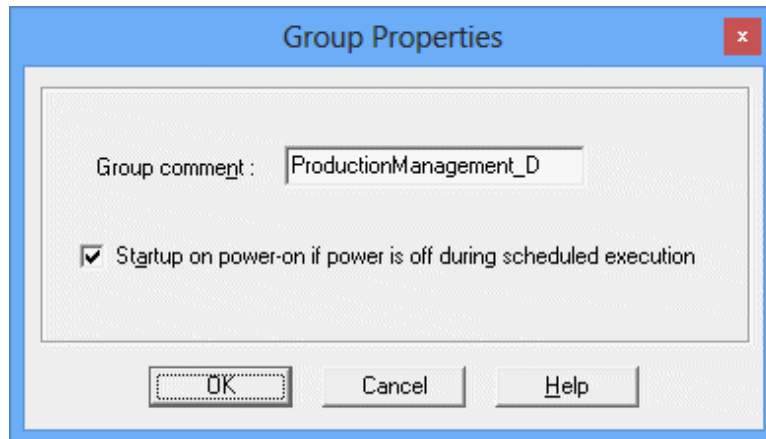 Group Properties
x
Group comment : ProductionManagement_D
Startup on power-on if power is off during scheduled execution
OK Cancel Help